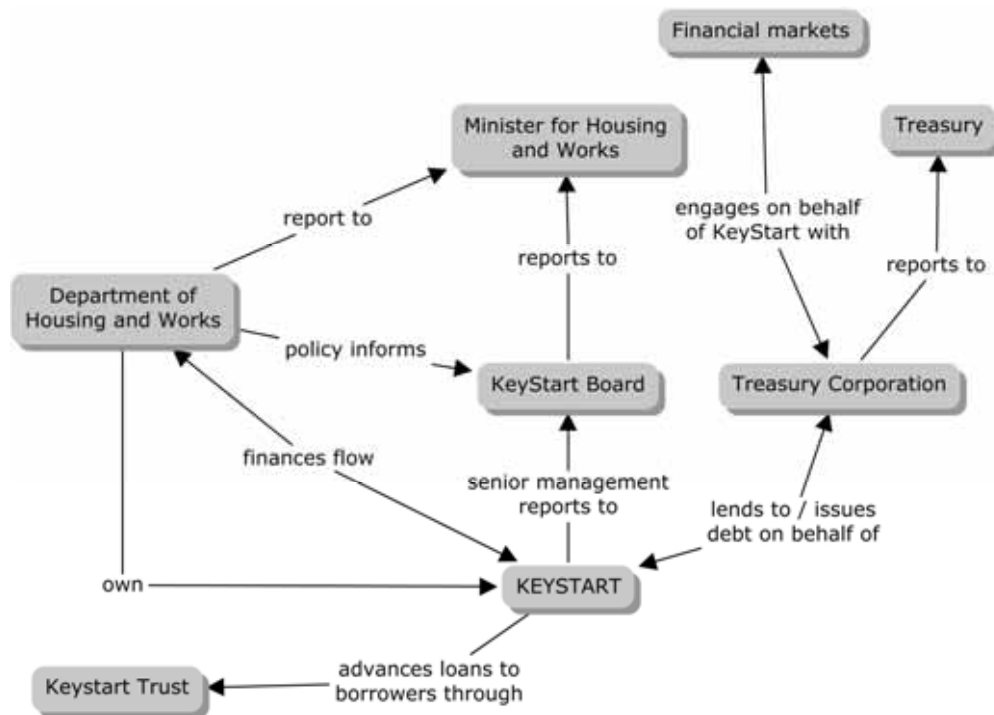 Financial markets
Minister for Housing
and Works
Treasury
report to
engages on behalf
of KeyStart with
reports to
reports to
Department of
Housing and Works
policy informs
KeyStart Board
Treasury Corporation
finances flow
senior management
reports to
lends to / issues
debt on behalf of
own
KEYSTART
advances loans to
borrowers through
Keystart Trust